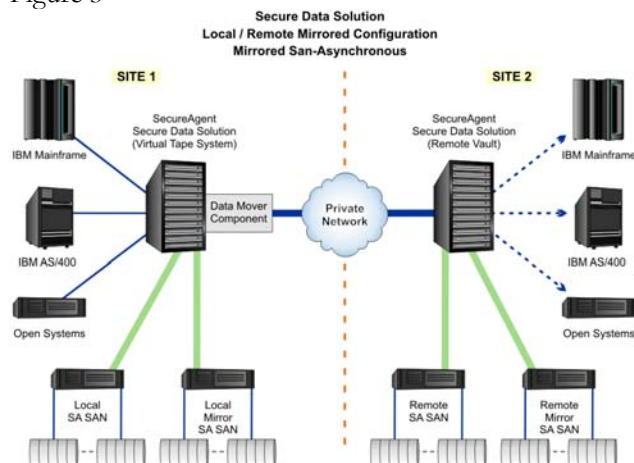 Figure 3
Secure Data Solution
Local / Remote Mirrored Configuration
Mirrored San-Asynchronous
SITE 1
SITE 2
SecureAgent
Secure Data Solution
(Virtual Tape System)
SecureAgent
Secure Data Solution
(Remote Vault)
IBM Mainframe
IBM Mainframe
Data Mover
Component
Private
Network
IBM AS/400
IBM AS/400
Open Systems
Open Systems
Local
SA SAN
Local
Mirror
SA SAN
Remote
SA SAN
Remote
Mirror
SA SAN